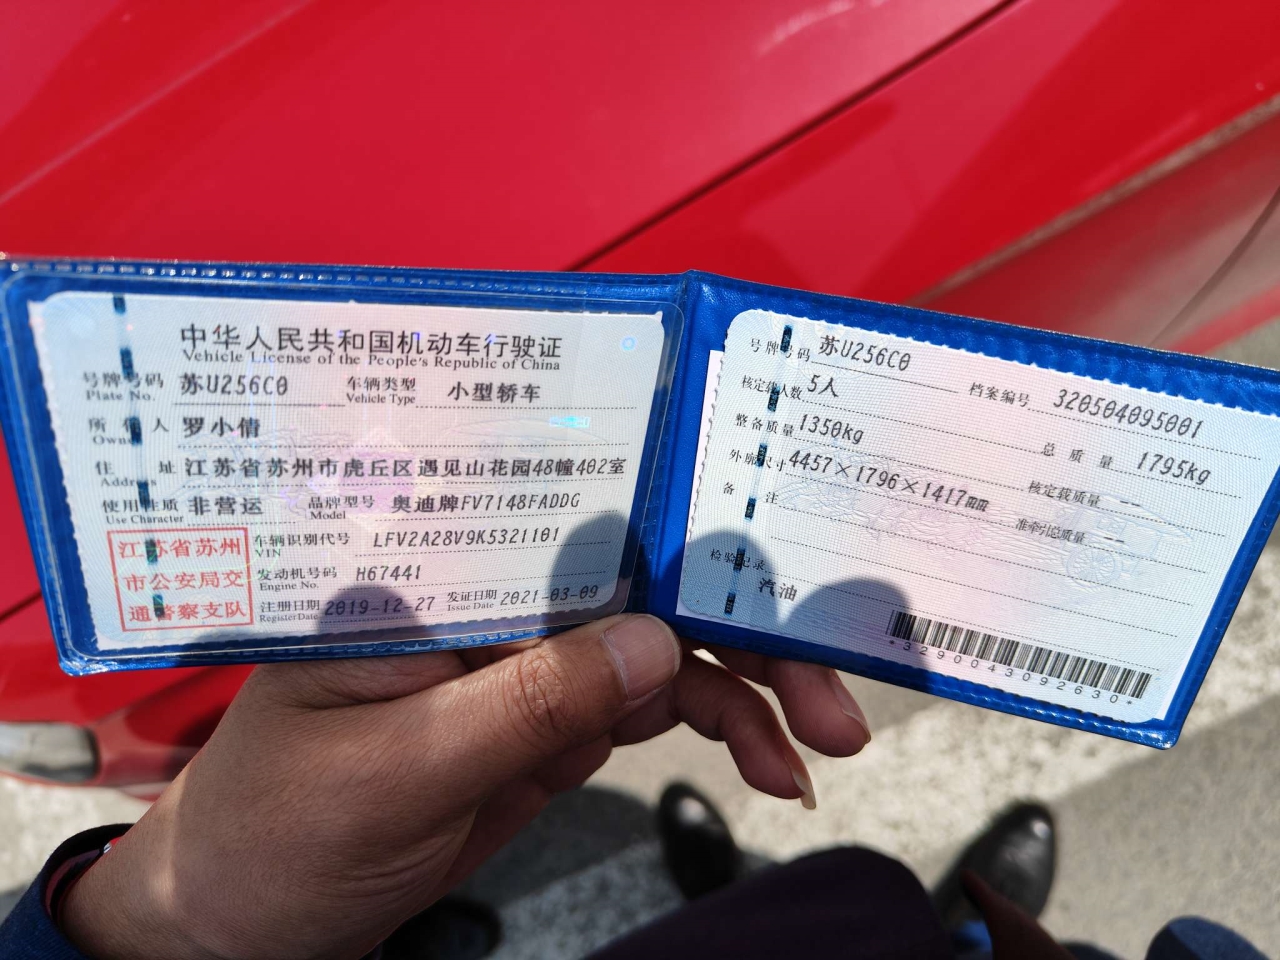 中华人民共和国机动车行驶证
Vehicle License of the People's Republic of China
号牌号码 苏U256C0 车辆类型 小型轿车
Plate No. Vehicle Type
所有人 罗小倩
Owner
住址 江苏省苏州市虎丘区遇见山花园48幢402室
Address
使用性质 非营运 品牌型号 奥迪牌FV7148FADDG
Use Character Model
江苏省苏州
市公安局交
通警察支队
车辆识别代号 LFV2A28V9K5321101
VIN
发动机号码 H67441
Engine No.
注册日期 2019-12-27 发证日期 2021-03-09
Register Date Issue Date
号牌号码 苏U256C0 档案编号 320504095001
核定载人数 5人 总质量 1795kg
整备质量 1350kg 核定载质量 --
外廓尺寸 4457×1796×1417mm 准牵引总质量 --
备注
检验记录
汽油
*3290043092630*